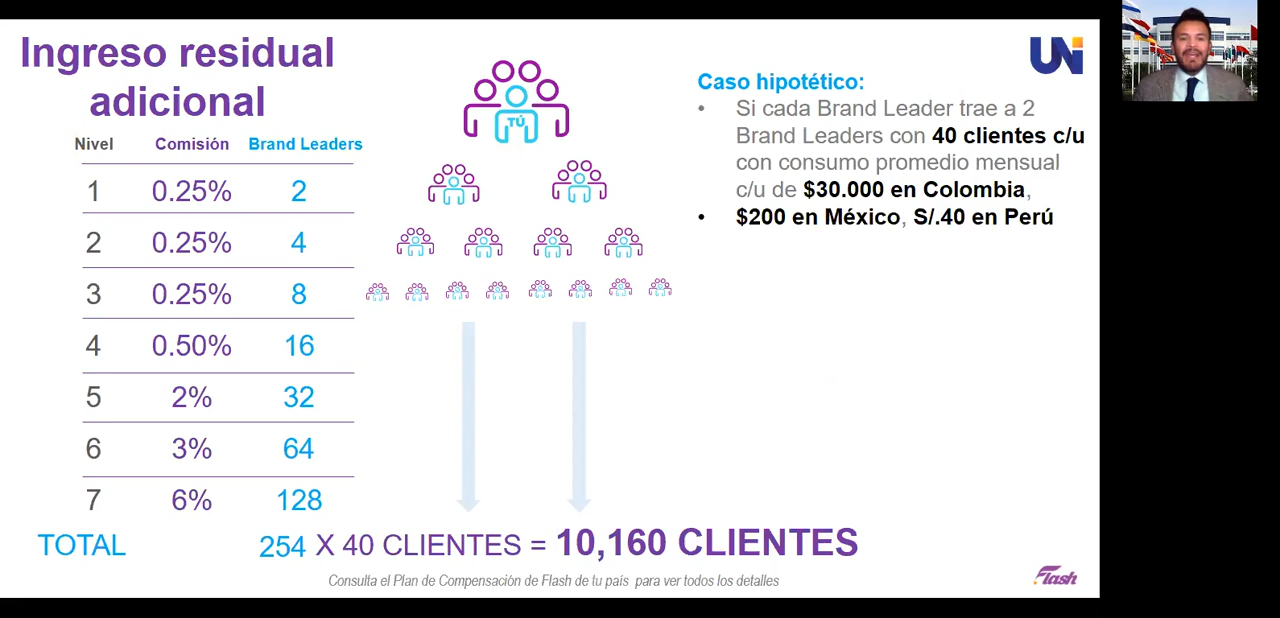 Ingreso residual
adicional
Nivel Comisión Brand Leaders
1 0.25% 2
2 0.25% 4
3 0.25% 8
4 0.50% 16
5 2% 32
6 3% 64
7 6% 128
TOTAL 254 X 40 CLIENTES = 10,160 CLIENTES
Consulta el Plan de Compensación de Flash de tu país para ver todos los detalles
TÚ
UNi
Caso hipotético:
• Si cada Brand Leader trae a 2
Brand Leaders con 40 clientes c/u
con consumo promedio mensual
c/u de $30.000 en Colombia,
• $200 en México, S/.40 en Perú
Flash